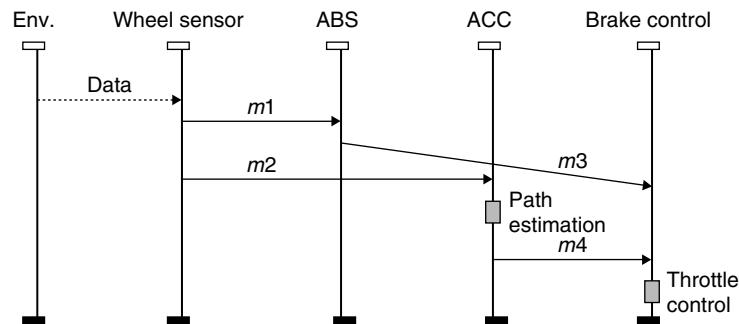 Env. Wheel sensor ABS ACC Brake control
Data
m1
m2
m3
Path
estimation
m4
Throttle
control